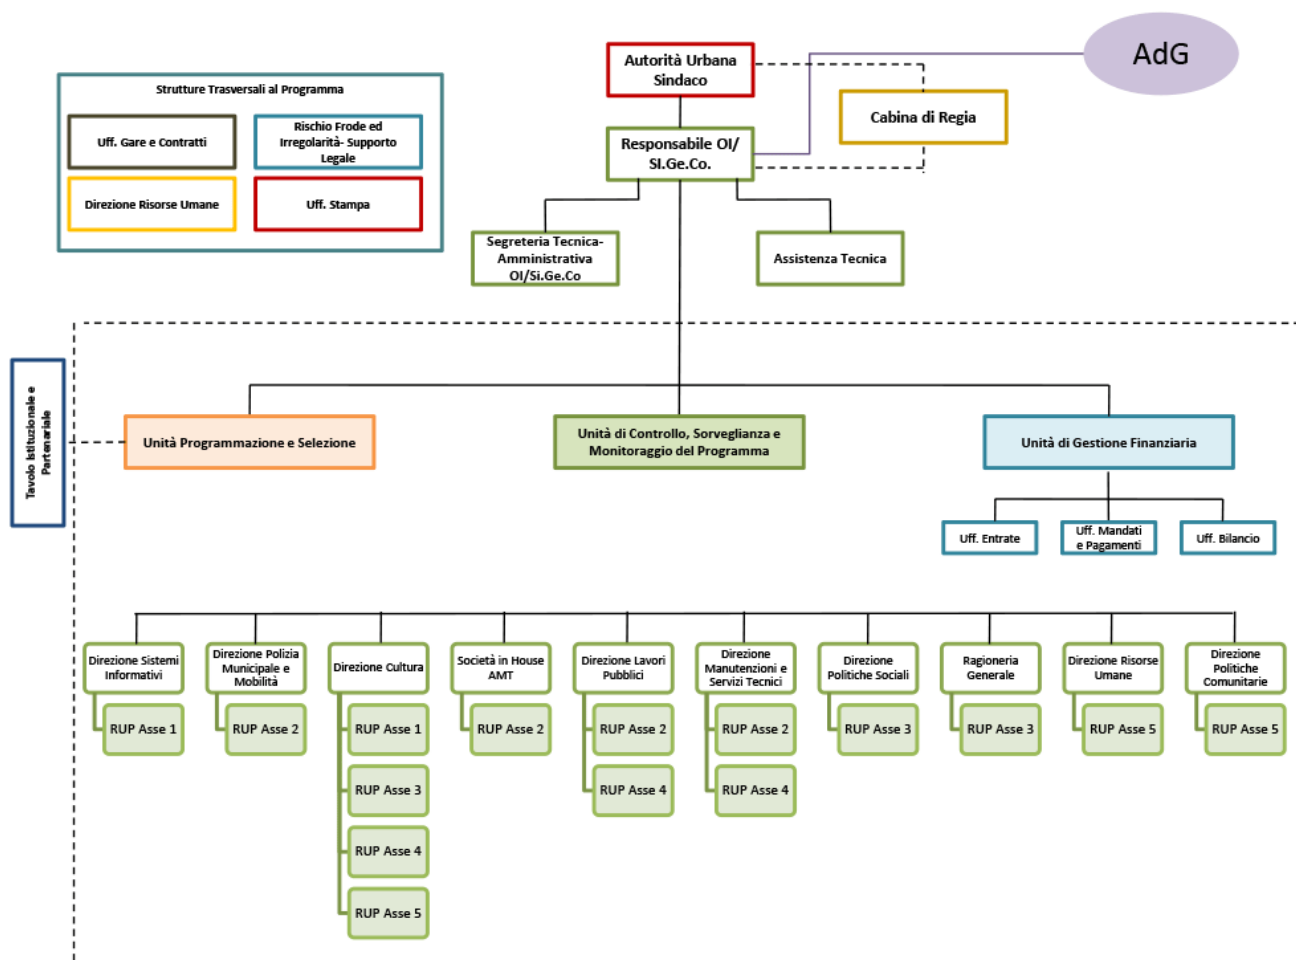 AdG
Autorità Urbana
Sindaco
Cabina di Regia
Responsabile OI/
SI.Ge.Co.
Strutture Trasversali al Programma
Uff. Gare e Contratti
Rischio Frode ed
Irregolarità- Supporto
Legale
Direzione Risorse Umane
Uff. Stampa
Segreteria Tecnica-
Amministrativa
OI/Si.Ge.Co
Assistenza Tecnica
Tavolo Istituzionale e
Partenariale
Unità Programmazione e Selezione
Unità di Controllo, Sorveglianza e
Monitoraggio del Programma
Unità di Gestione Finanziaria
Uff. Entrate
Uff. Mandati
e Pagamenti
Uff. Bilancio
Direzione Sistemi
Informativi
RUP Asse 1
Direzione Polizia
Municipale e
Mobilità
RUP Asse 2
Direzione Cultura
RUP Asse 1
RUP Asse 3
RUP Asse 4
RUP Asse 5
Società in House
AMT
RUP Asse 2
Direzione Lavori
Pubblici
RUP Asse 2
RUP Asse 4
Direzione
Manutenzioni e
Servizi Tecnici
RUP Asse 2
RUP Asse 4
Direzione
Politiche Sociali
RUP Asse 3
Ragioneria
Generale
RUP Asse 3
Direzione Risorse
Umane
RUP Asse 5
Direzione
Politiche
Comunitarie
RUP Asse 5